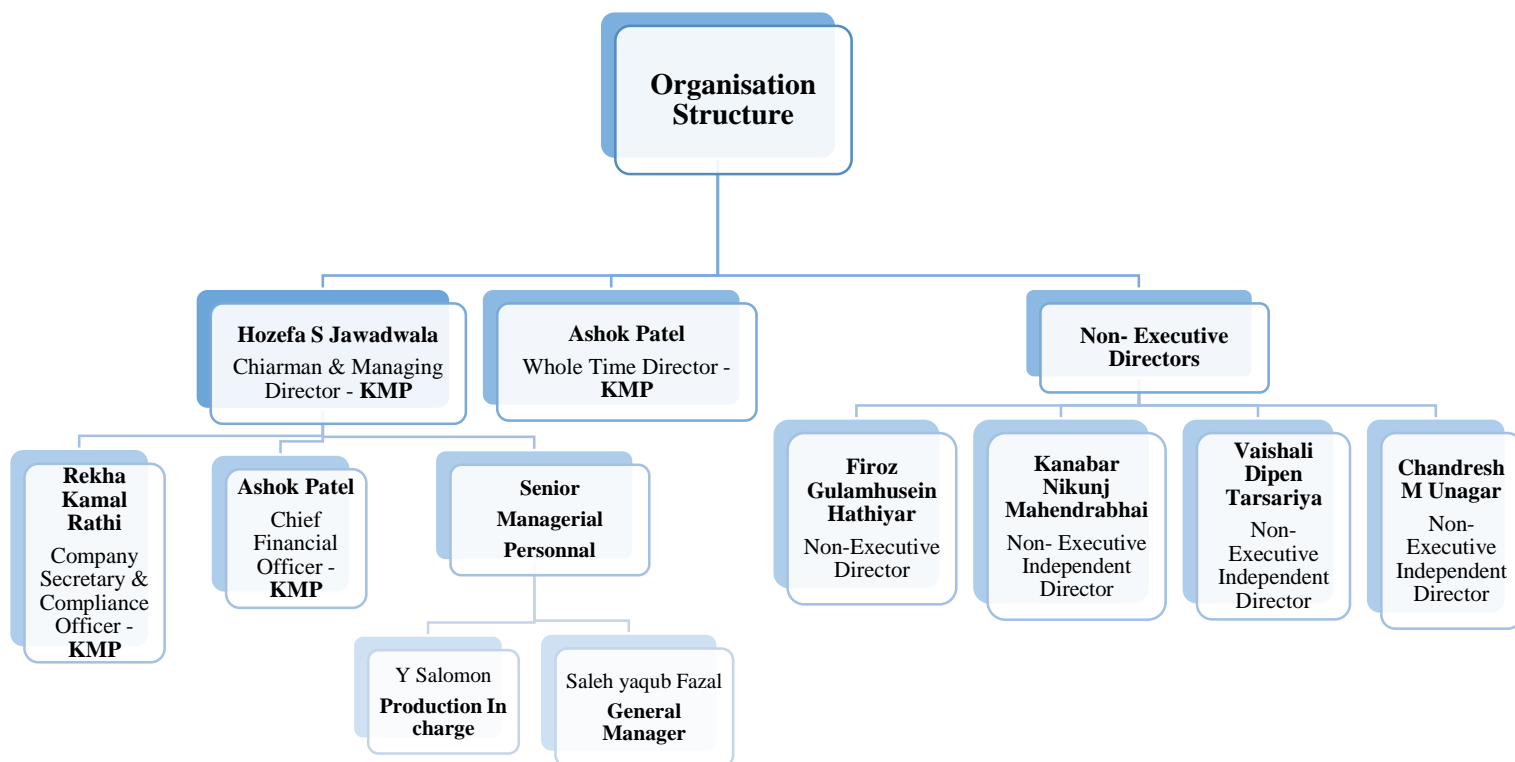 Organisation
Structure
Hozefa S Jawadwala
Chiarman & Managing
Director - KMP
Ashok Patel
Whole Time Director -
KMP
Non- Executive
Directors
Rekha
Kamal
Rathi
Company
Secretary &
Compliance
Officer -
KMP
Ashok Patel
Chief
Financial
Officer -
KMP
Senior
Managerial
Personnal
Firoz
Gulamhusein
Hathiyar
Non-Executive
Director
Kanabar
Nikunj
Mahendrabhai
Non- Executive
Independent
Director
Vaishali
Dipen
Tarsariya
Non-
Executive
Independent
Director
Chandresh
M Unagar
Non-
Executive
Independent
Director
Y Salomon
Production In
charge
Saleh yaqub Fazal
General
Manager